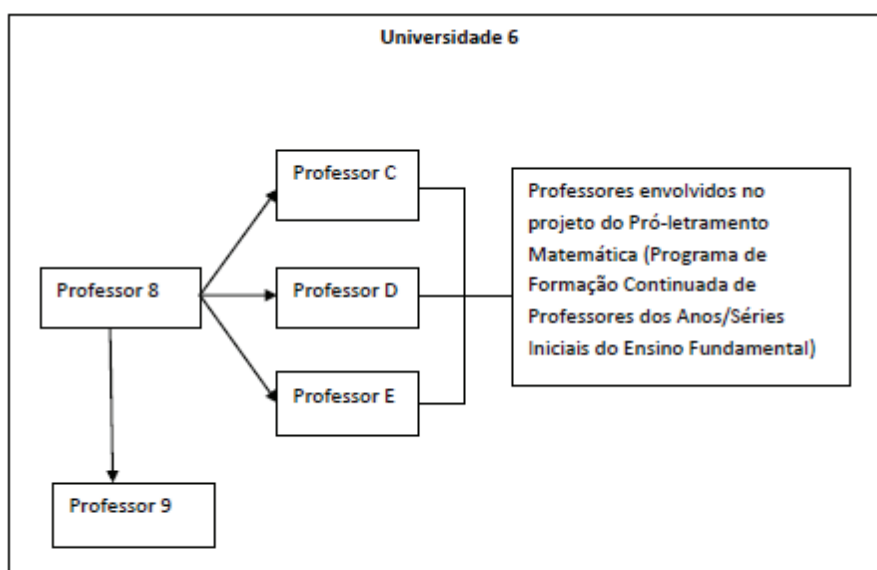 Universidade 6
Professor C
Professor 8
Professor D
Professor E
Professor 9
Professores envolvidos no
projeto do Pró-letramento
Matemática (Programa de
Formação Continuada de
Professores dos Anos/Séries
Iniciais do Ensino Fundamental)